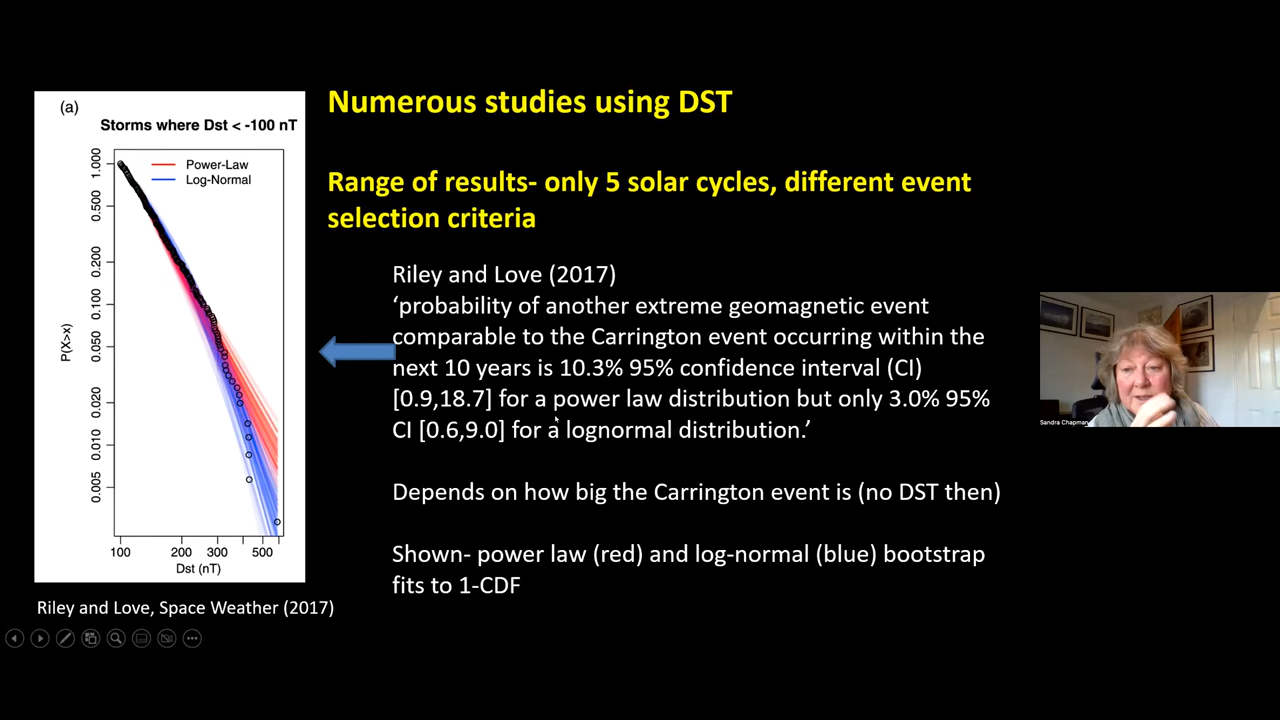 (a)
Storms where Dst < -100 nT
Power-Law
Log-Normal
P(X>x)
1.000
0.500
0.200
0.100
0.050
0.020
0.010
0.005
100
200
300
500
Dst (nT)
Riley and Love, Space Weather (2017)
Numerous studies using DST
Range of results- only 5 solar cycles, different event
selection criteria
Riley and Love (2017)
‘probability of another extreme geomagnetic event
comparable to the Carrington event occurring within the
next 10 years is 10.3% 95% confidence interval (CI)
[0.9,18.7] for a power law distribution but only 3.0% 95%
CI [0.6,9.0] for a lognormal distribution.’
Depends on how big the Carrington event is (no DST then)
Shown- power law (red) and log-normal (blue) bootstrap
fits to 1-CDF
Sandra Chapman